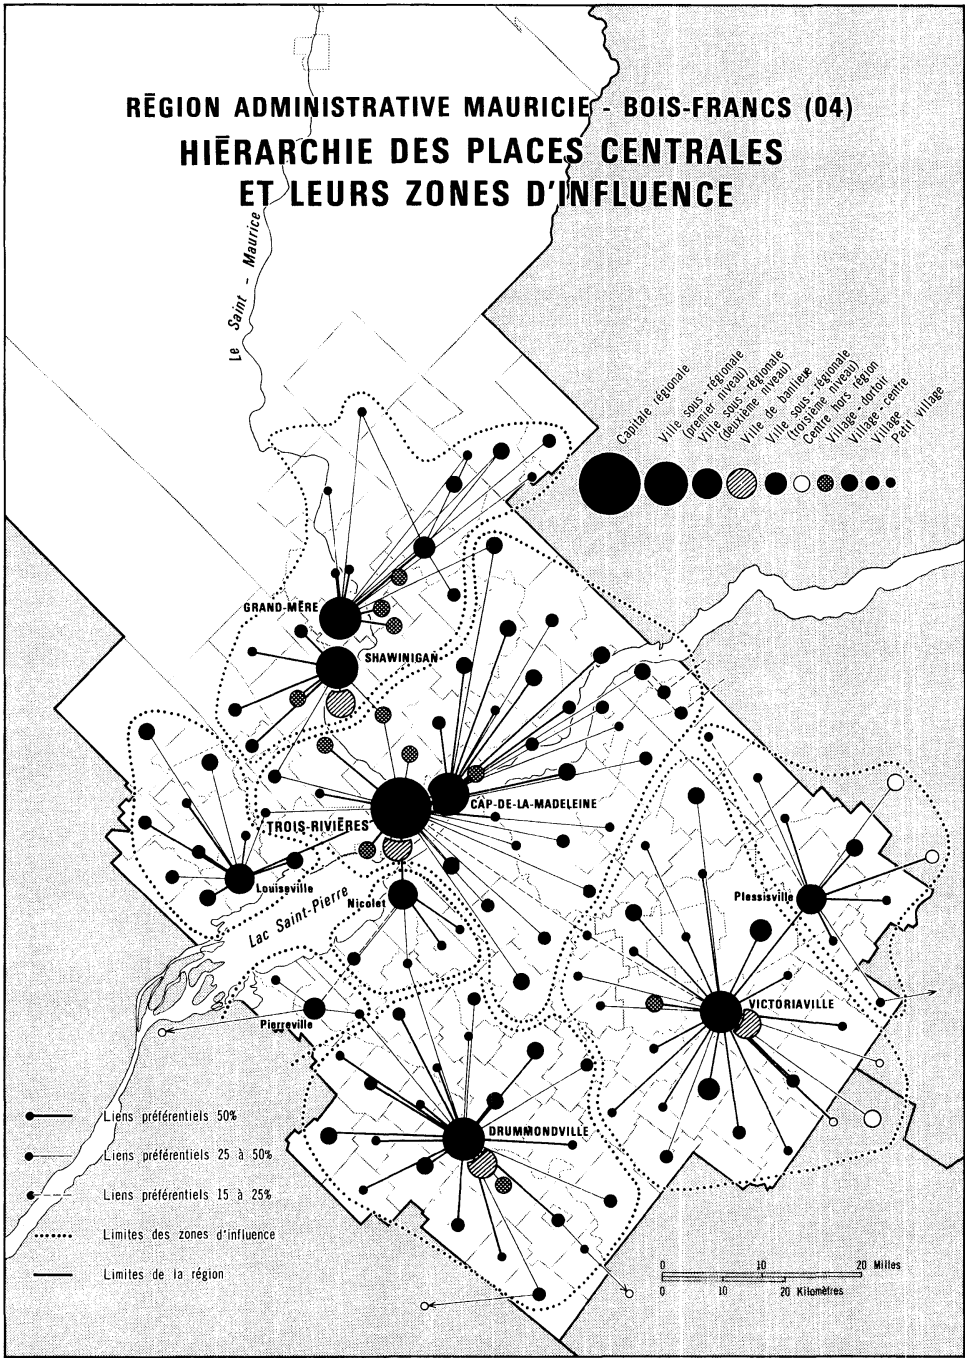 RĒGION ADMINISTRATIVE MAURICIE - BOIS-FRANCS (04)
HIĒRARCHIE DES PLACES CENTRALES
ET LEURS ZONES D'INFLUENCE
Le Saint - Maurice
Capitale régionale
Ville sous - régionale
(premier niveau)
Ville sous - régionale
(deuxième niveau)
Ville de banlieue
Ville sous - régionale
(troisième niveau)
Centre hors région
Village - dortoir
Village - centre
Village
Petit village
GRAND-MĒRE
SHAWINIGAN
CAP-DE-LA-MADELEINE
TROIS-RIVIĒRES
Louiseville
Nicolet
Lac Saint-Pierre
Plessisville
VICTORIAVILLE
Pierreville
DRUMMONDVILLE
Liens préférentiels 50%
Liens préférentiels 25 à 50%
Liens préférentiels 15 à 25%
Limites des zones d'influence
Limites de la région
0 10 20 Milles
0 10 20 Kilomètres